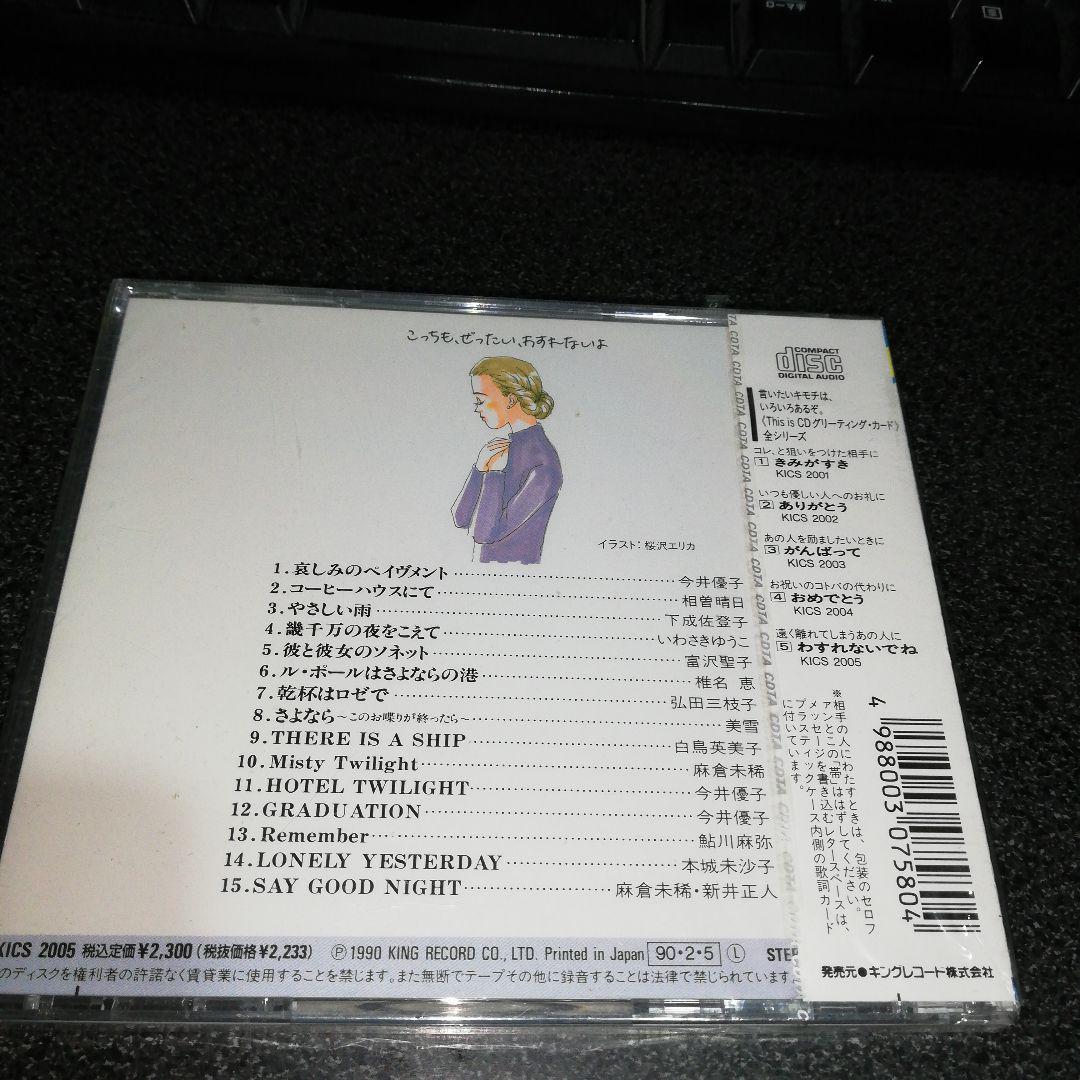 ローマ字
こっちも、ぜったい、わすれないよ
イラスト:桜沢エリカ
1.哀しみのペイヴメント 今井優子
2.コーヒーハウスにて 相曽晴日
3.やさしい雨 下成佐登子
4.幾千万の夜をこえて いわさきゆうこ
5.彼と彼女のソネット 富沢聖子
6.ル・ポールはさよならの港 椎名 恵
7.乾杯はロゼで 弘田三枝子
8.さよなら〜このお喋りが終ったら〜 美雪
9.THERE IS A SHIP 白鳥英美子
10.Misty Twilight 麻倉未稀
11.HOTEL TWILIGHT 今井優子
12.GRADUATION 今井優子
13.Remember 鮎川麻弥
14.LONELY YESTERDAY 本城未沙子
15.SAY GOOD NIGHT 麻倉未稀・新井正人
KICS 2005 税込定価¥2,300(税抜価格¥2,233) Ⓟ1990 KING RECORD CO., LTD. Printed in Japan 90・2・5 Ⓛ
のディスクを権利者の許諾なく賃貸業に使用することを禁じます。また無断でテープその他に録音することは法律で禁じられています
COMPACT
disc
DIGITAL AUDIO
言いたいキモチは、
いろいろあるぞ。
《This is CDグリーティング・カード》
全シリーズ
コレ、と狙いをつけた相手に
1 きみがすき
KICS 2001
いつも優しい人へのお礼に
2 ありがとう
KICS 2002
あの人を励ましたいときに
3 がんばって
KICS 2003
お祝いのコトバの代わりに
4 おめでとう
KICS 2004
遠く離れてしまうあの人に
5 わすれないでね
KICS 2005
※相手の人にわたすときは、包装のセロフ
ァンとこの「帯」ははずしてください。
メッセージを書き込むレタースペースは、
プラスティックケース内側の歌詞カード
に付いています。
4 988003 075804
発売元●キングレコード株式会社